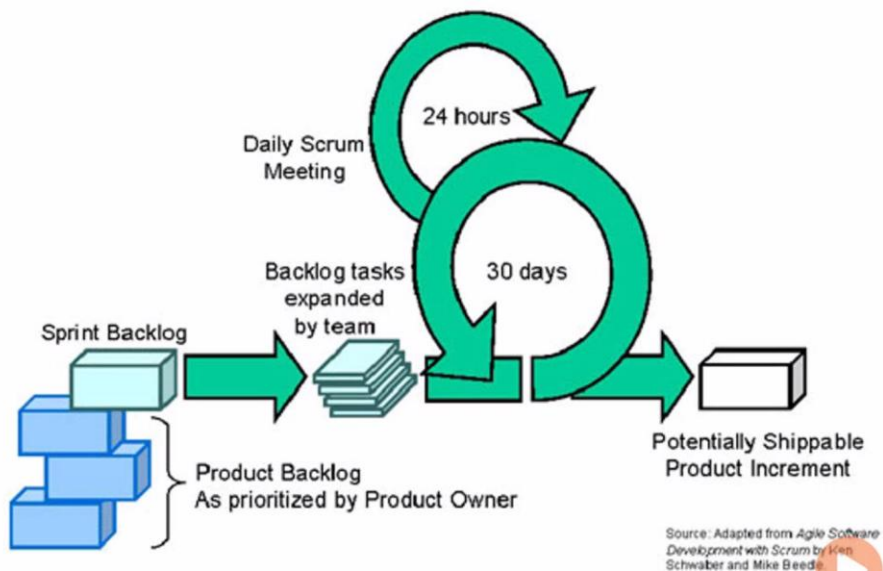 24 hours
Daily Scrum
Meeting
Backlog tasks
expanded
by team
30 days
Sprint Backlog
Potentially Shippable
Product Increment
Product Backlog
As prioritized by Product Owner
Source: Adapted from Agile Software
Development with Scrum by Ken
Schwaber and Mike Beedle.